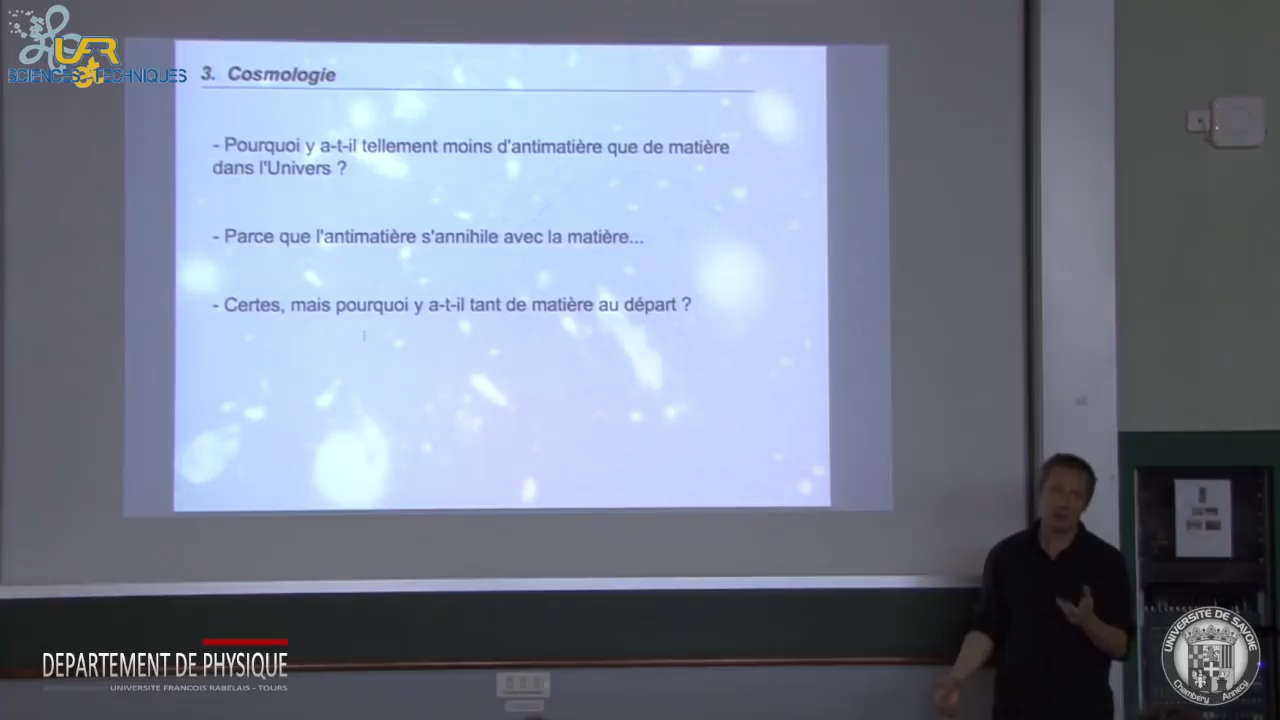 UFR
SCIENCES & TECHNIQUES
3. Cosmologie
- Pourquoi y a-t-il tellement moins d'antimatière que de matière
dans l'Univers ?
- Parce que l'antimatière s'annihile avec la matière...
- Certes, mais pourquoi y a-t-il tant de matière au départ ?
DEPARTEMENT DE PHYSIQUE
UNIVERSITE FRANCOIS RABELAIS - TOURS
UNIVERSITE DE SAVOIE
Chambéry Annecy